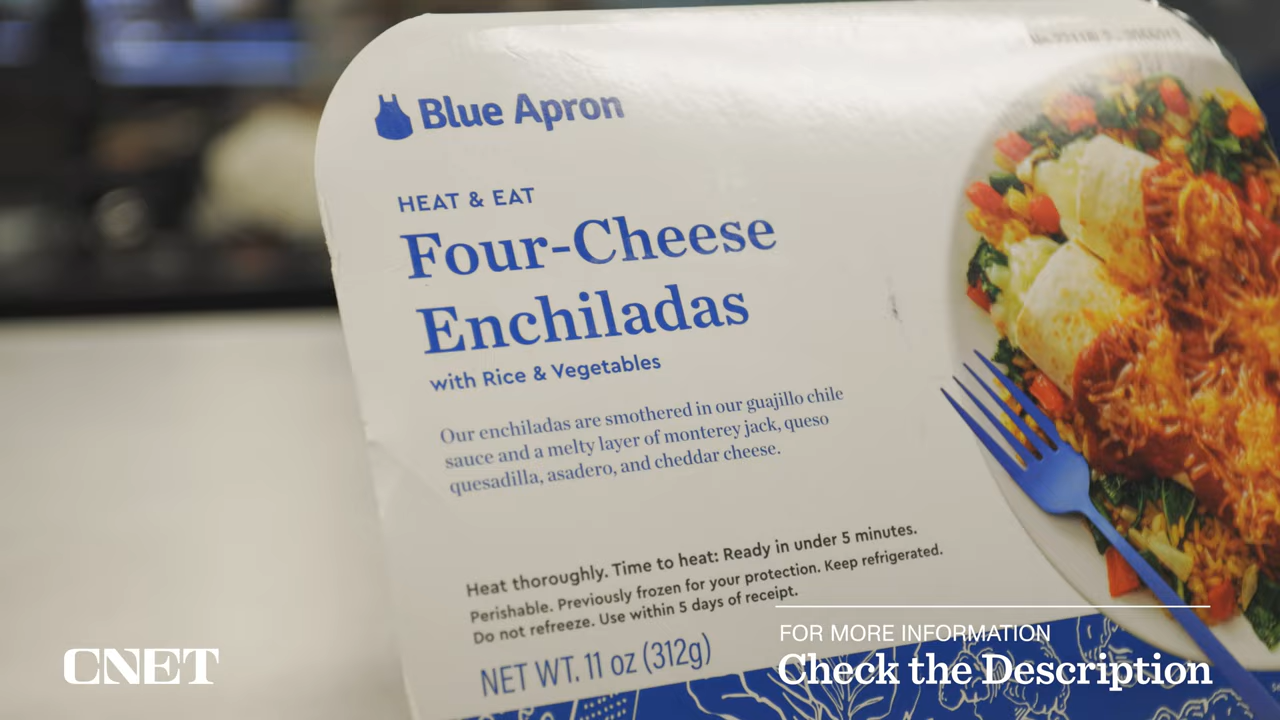 Blue Apron
HEAT & EAT
Four-Cheese
Enchiladas
with Rice & Vegetables
Our enchiladas are smothered in our guajillo chile
sauce and a melty layer of monterey jack, queso
quesadilla, asadero, and cheddar cheese.
Heat thoroughly. Time to heat: Ready in under 5 minutes.
Perishable. Previously frozen for your protection. Keep refrigerated.
Do not refreeze. Use within 5 days of receipt.
NET WT. 11 oz (312g)
CNET
FOR MORE INFORMATION
Check the Description